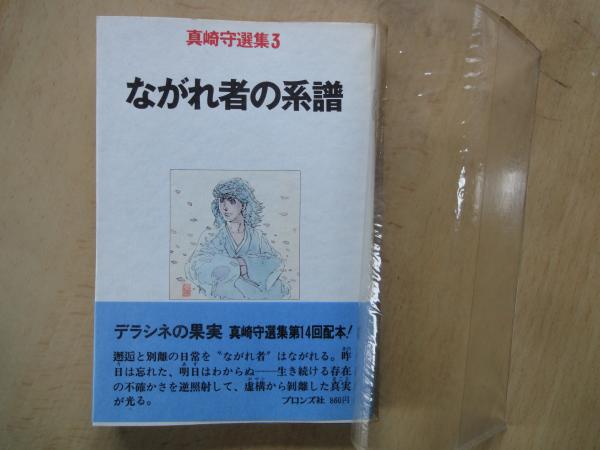 真崎守選集3
ながれ者の系譜
デラシネの果実 真崎守選集第14回配本!
邂逅と別離の日常を〝ながれ者〟はながれる。昨
日は忘れた、明日はわからぬ――生き続ける存在
の不確かさを逆照射して、虚構から剥離した真実
が光る。 ブロンズ社 860円